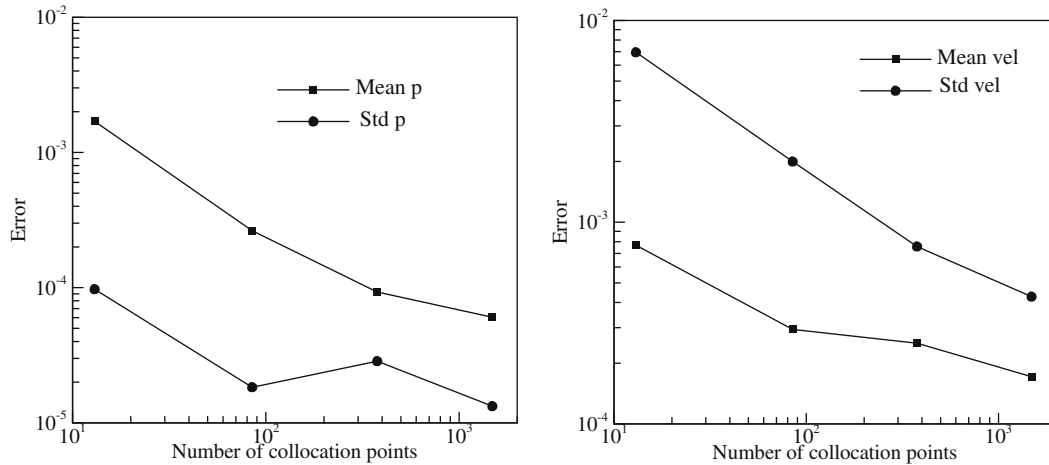 10-2
Mean p
Std p
10-3
Error
10-4
10-5
101
102
103
Number of collocation points
10-2
Mean vel
Std vel
10-3
Error
10-4
101
102
103
Number of collocation points